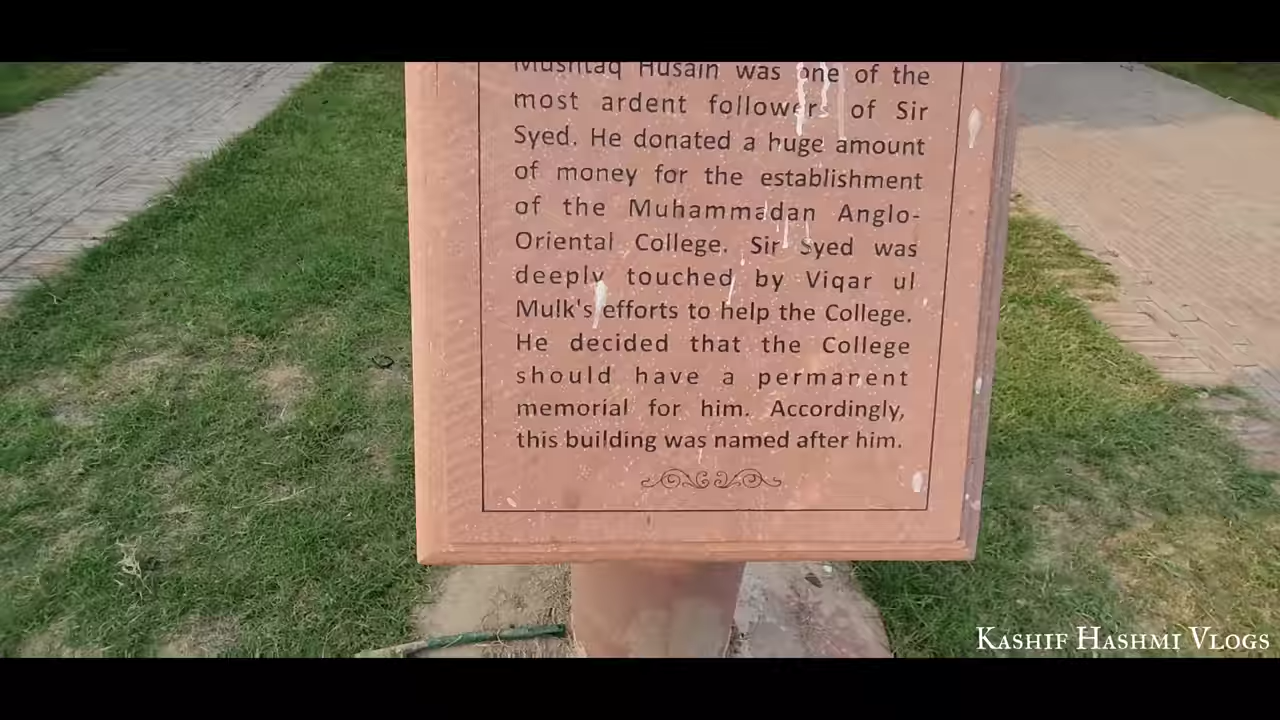 Mushtaq Husain was one of the
most ardent followers of Sir
Syed. He donated a huge amount
of money for the establishment
of the Muhammadan Anglo-
Oriental College. Sir Syed was
deeply touched by Viqar ul
Mulk's efforts to help the College.
He decided that the College
should have a permanent
memorial for him. Accordingly,
this building was named after him.
Kashif Hashmi Vlogs